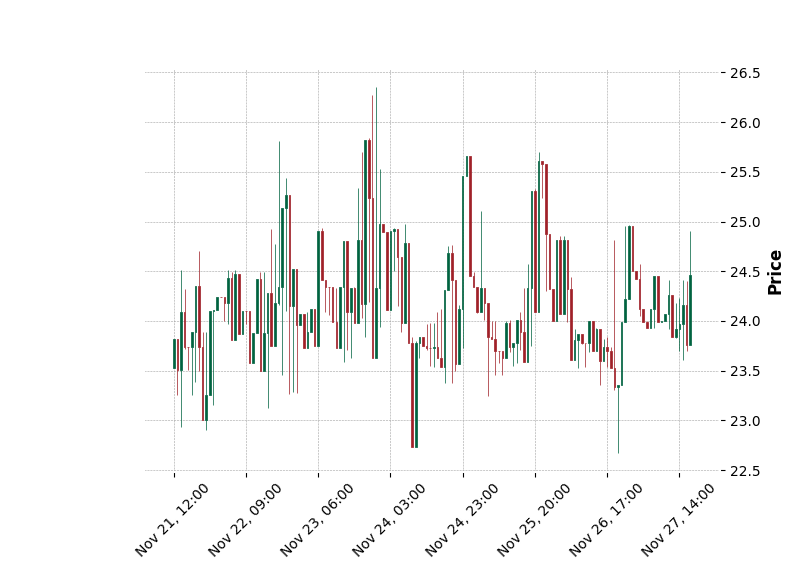 26.5
26.0
25.5
25.0
24.5
24.0
23.5
23.0
22.5
Price
Nov 21, 12:00
Nov 22, 09:00
Nov 23, 06:00
Nov 24, 03:00
Nov 24, 23:00
Nov 25, 20:00
Nov 26, 17:00
Nov 27, 14:00